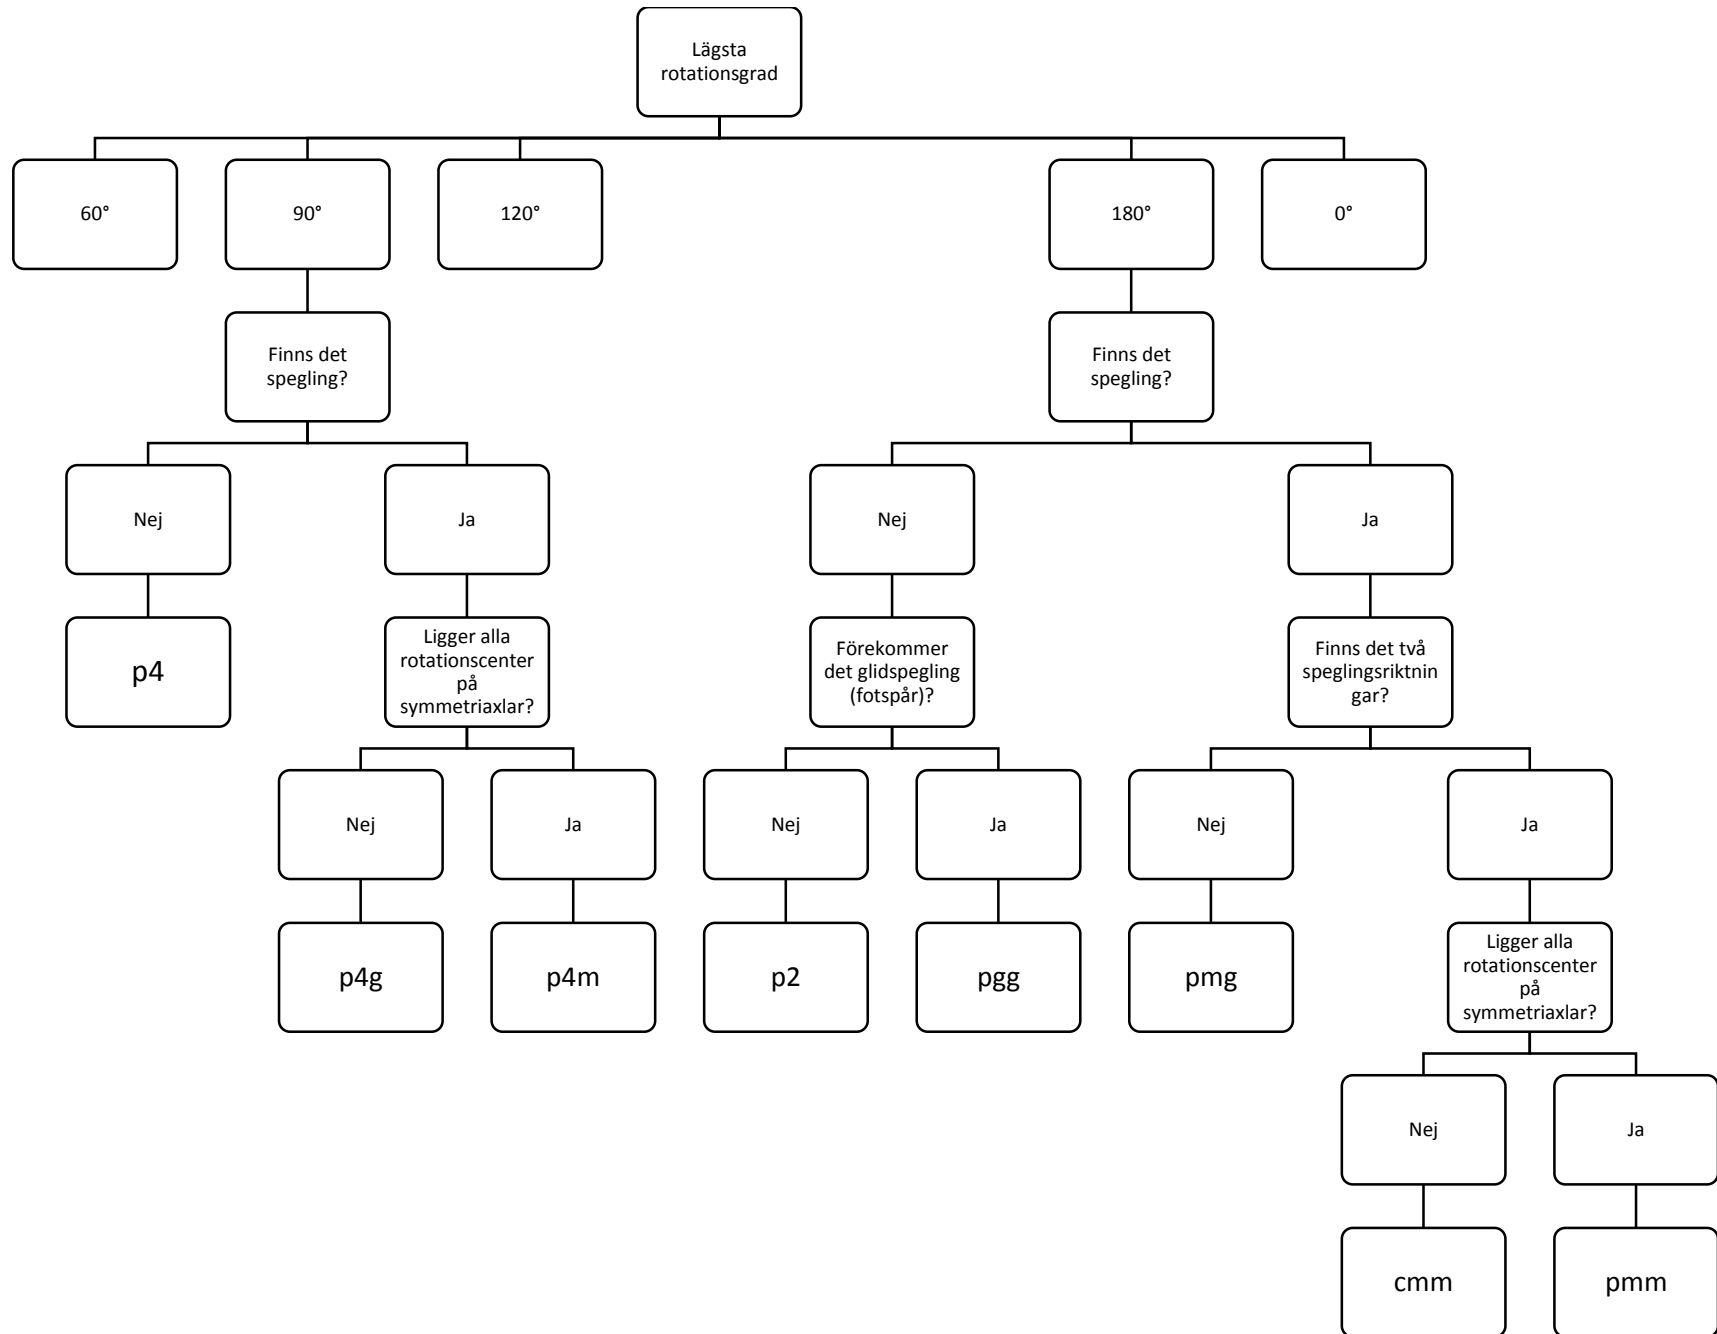 Lägsta
rotationsgrad
60°
90°
120°
180°
0°
Finns det
spegling?
Finns det
spegling?
Nej
Ja
Nej
Ja
p4
Ligger alla
rotationscenter
på
symmetriaxlar?
Förekommer
det glidspegling
(fotspår)?
Finns det två
speglingsriktnin
gar?
Nej
Ja
Nej
Ja
Nej
Ja
p4g
p4m
p2
pgg
pmg
Ligger alla
rotationscenter
på
symmetriaxlar?
Nej
Ja
cmm
pmm